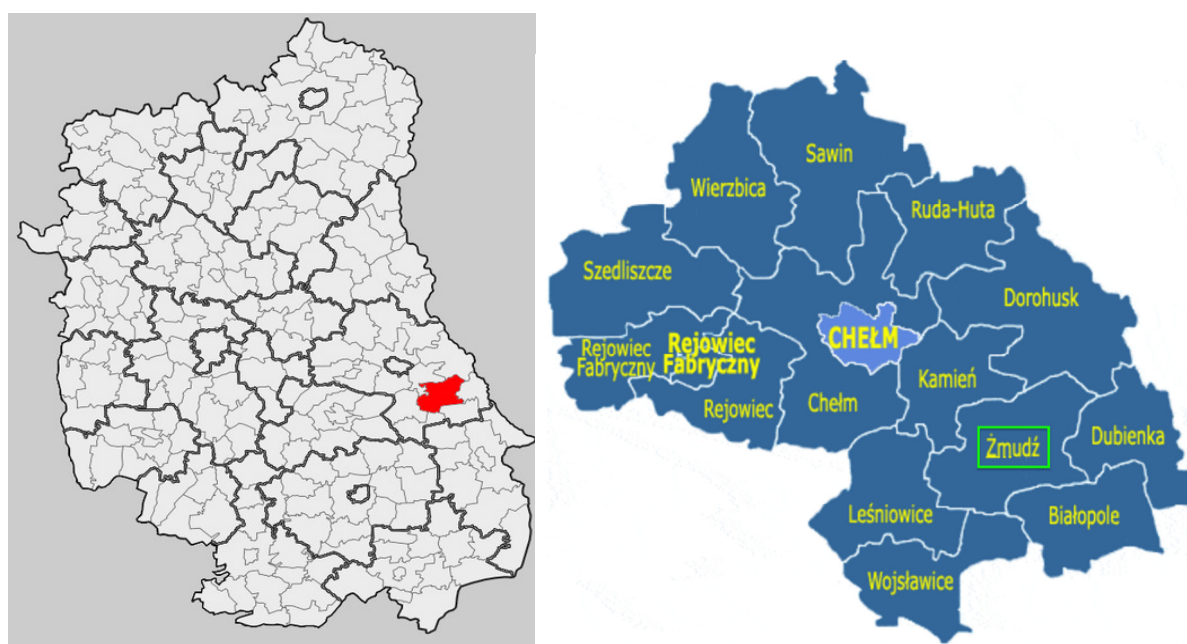 Sawin
Wierzbica
Ruda-Huta
Szedliszcze
Dorohusk
CHEŁM
Rejowiec
Fabryczny
Rejowiec
Fabryczny
Kamień
Rejowiec
Chełm
Żmudź
Dubienka
Leśniowice
Białopole
Wojsławice